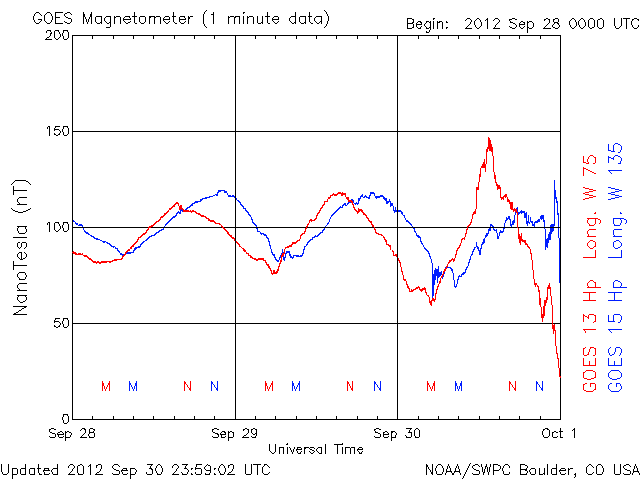 GOES Magnetometer (1 minute data)
Begin: 2012 Sep 28 0000 UTC
200
150
100
50
0
NanoTesla (nT)
M M N N M M N N M M N N
Sep 28 Sep 29 Sep 30 Oct 1
Universal Time
GOES 13 Hp Long. W 75
GOES 15 Hp Long. W 135
Updated 2012 Sep 30 23:59:02 UTC
NOAA/SWPC Boulder, CO USA